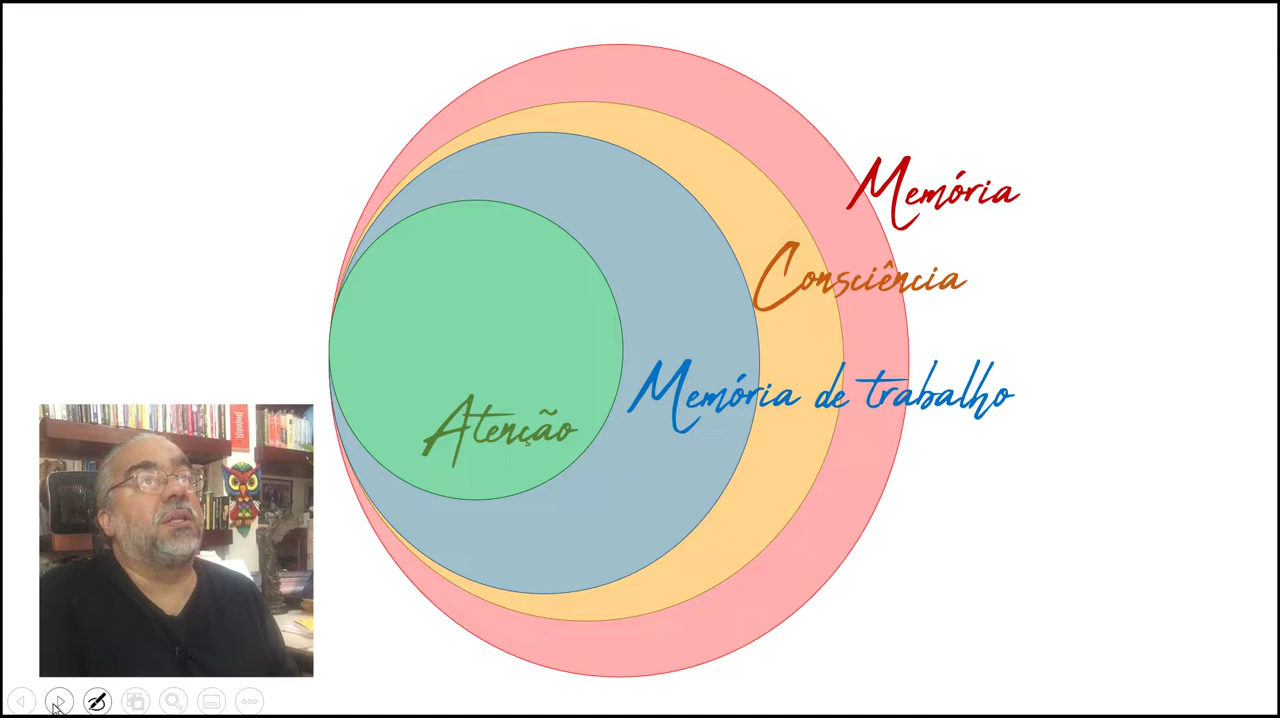 Memória
Consciência
Memória de trabalho
Atenção